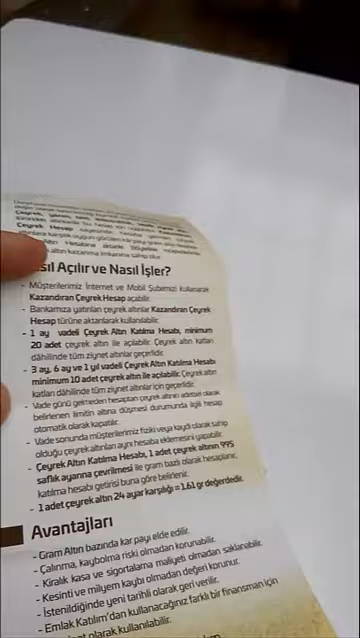 Nasıl Açılır ve Nasıl İşler?
- Müşterilerimiz İnternet ve Mobil Şubemizi kullanarak
Kazandıran Çeyrek Hesap açabilir.
- Bankamıza yatırılan çeyrek altınlar Kazandıran Çeyrek
Hesap türüne aktarılarak kullanılabilir.
- 1 ay vadeli Çeyrek Altın Katılma Hesabı, minimum
20 adet çeyrek altın ile açılabilir. Çeyrek altın katları
dâhilinde tüm ziynet altınlar geçerlidir.
- 3 ay, 6 ay ve 1 yıl vadeli Çeyrek Altın Katılma Hesabı
minimum 10 adet çeyrek altın ile açılabilir. Çeyrek altın
katları dâhilinde tüm ziynet altınlar için geçerlidir.
- Vade günü gelmeden hesaptan çeyrek altının adetsel olarak
belirlenen limitin altına düşmesi durumunda ilgili hesap
otomatik olarak kapatılır.
- Vade sonunda müşterilerimiz fiziki veya kaydi olarak sahip
olduğu çeyrek altınları aynı hesaba eklemesini yapabilir.
- Çeyrek Altın Katılma Hesabı, 1 adet çeyrek altının 995
saflık ayarına çevrilmesi ile gram bazlı olarak hesaplanır,
katılma hesabı getirisi buna göre belirlenir.
- 1 adet çeyrek altın 24 ayar karşılığı = 1.61 gr değerdedir.
Avantajları
- Gram Altın bazında kar payı elde edilir.
- Çalınma, kaybolma riski olmadan korunabilir.
- Kiralık kasa ve sigortalama maliyeti olmadan saklanabilir.
- Kesinti ve milyem kaybı olmadan değeri korunur.
- İstenildiğinde yeni tarihli olarak geri verilir.
- Emlak Katılım'dan kullanacağınız farklı bir finansman için
olarak kullanılabilir.